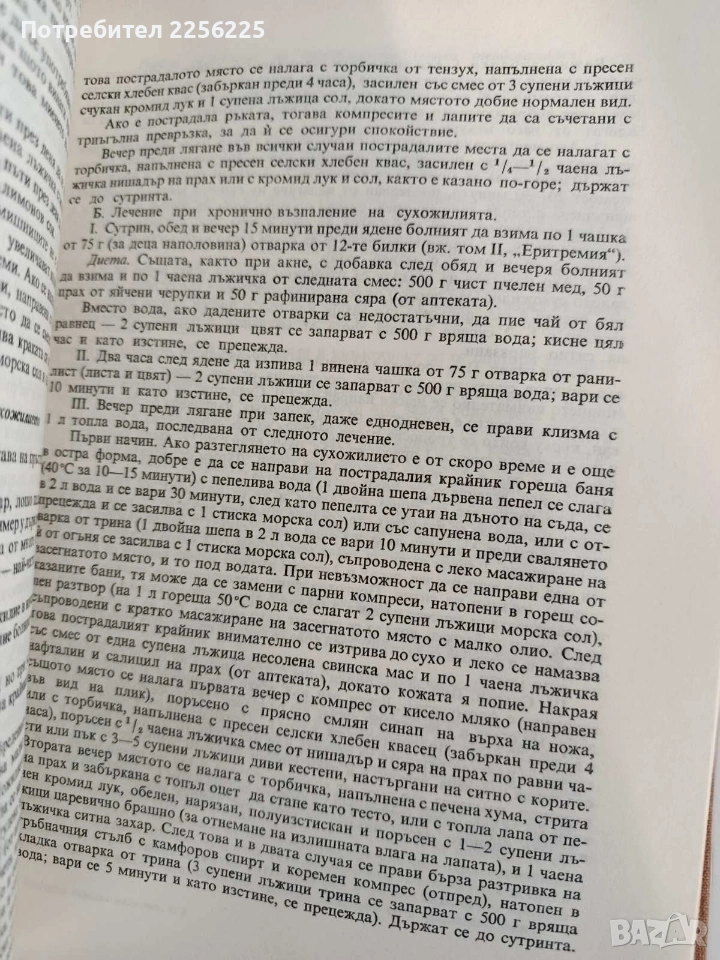 Потребител 2256225
това пострадалото място се налага с торбичка от тензух, напълнена с пресен
селски хлебен квас (забъркан преди 4 часа), засилен със смес от 3 супени лъжици
счукан кромид лук и 1 супена лъжица сол, докато мястото добие нормален вид.
Ако е пострадала ръката, тогава компресите и лапите да са съчетани с
триъгълна превръзка, за да ѝ се осигури спокойствие.
Вечер преди лягане във всички случаи пострадалите места да се налагат с
торбичка, напълнена с пресен селски хлебен квас, засилен с ¹/₄—¹/₂ чаена лъ-
жичка нишадър на прах или с кромид лук и сол, както е казано по-горе; държат
се до сутринта.
Б. Лечение при хронично възпаление на сухожилията.
I. Сутрин, обед и вечер 15 минути преди ядене болният да взима по 1 чашка
от 75 г (за деца наполовина) отварка от 12-те билки (вж. том II, „Еритремия“).
Диета. Същата, както при акне, с добавка след обяд и вечеря болният
да взима и по 1 чаена лъжичка от следната смес: 500 г чист пчелен мед, 50 г
прах от яйчени черупки и 50 г рафинирана сяра (от аптеката).
Вместо вода, ако дадените отварки са недостатъчни, да пие чай от бял
равнец — 2 супени лъжици цвят се запарват с 500 г вряща вода; кисне цял
час и като изстине, се прецежда.
II. Два часа след ядене да изпива 1 винена чашка от 75 г отварка от рани-
лист (листа и цвят) — 2 супени лъжици се запарват с 500 г вряща вода; вари се
10 минути и като изстине, се прецежда.
III. Вечер преди лягане при запек, даже еднодневен, се прави клизма с
1 л топла вода, последвана от следното лечение.
Първи начин. Ако разтеглянето на сухожилието е от скоро време и е още
в остра форма, добре е да се направи на пострадалия крайник гореща баня
(40°С за 10—15 минути) с пепелива вода (1 двойна шепа дървена пепел се слага
в 2 л вода и се вари 30 минути, след като пепелта се утаи на дъното на съда, се
прецежда и се засилва с 1 стиска морска сол) или със сапунена вода, или с от-
варка от трина (1 двойна шепа в 2 л вода се вари 10 минути и преди свалянето
ѝ от огъня се засилва с 1 стиска морска сол), съпроводена с леко масажиране на
засегнатото място, и то под водата. При невъзможност да се направи една от
казаните бани, тя може да се замени с парни компреси, натопени в горещ со-
лен разтвор (на 1 л гореща 50°С вода се слагат 2 супени лъжици морска сол),
съпроводени с кратко масажиране на засегнатото място с малко олио. След
това пострадалият крайник внимателно се изтрива до сухо и леко се намазва
със смес от една супена лъжица несолена свинска мас и по 1 чаена лъжичка
нафталин и салицил на прах (от аптеката), докато кожата я попие. Накрая
същото място се налага първата вечер с компрес от кисело мляко (направен
във вид на плик), поръсено с прясно смлян синап на върха на ножа,
или с торбичка, напълнена с пресен селски хлебен квасец (забъркан преди 4
часа), поръсен с ¹/₂ чаена лъжичка смес от нишадър и сяра на прах по равни ча-
сти или пък с 3—5 супени лъжици диви кестени, настъргани на ситно с корите.
Втората вечер мястото се налага с торбичка, напълнена с печена хума, стрита
на прах и забъркана с топъл оцет да стане като тесто, или с топла лапа от пе-
чен кромид лук, обелен, нарязан, полуизстискан и поръсен с 1—2 супени лъ-
жици царевично брашно (за отнемане на излишната влага на лапата), и 1 чаена
лъжичка ситна захар. След това и в двата случая се прави бърза разтривка на
гръбначния стълб с камфоров спирт и коремен компрес (отпред), натопен в
хладка отварка от трина (3 супени лъжици трина се запарват с 500 г вряща
вода; вари се 5 минути и като изстине, се прецежда). Държат се до сутринта.
BAZAR